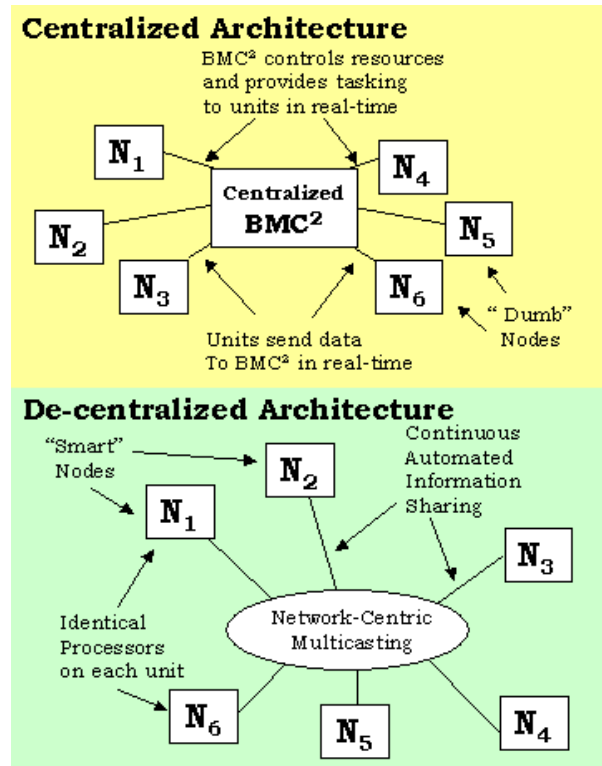 Centralized Architecture
BMC² controls resources
and provides tasking
to units in real-time
N₁
N₄
Centralized
BMC²
N₂
N₅
N₃
N₆
“ Dumb”
Nodes
Units send data
To BMC² in real-time
De-centralized Architecture
“Smart”
Nodes
Continuous
Automated
Information
Sharing
N₂
N₁
N₃
Network-Centric
Multicasting
Identical
Processors
on each unit
N₆
N₅
N₄